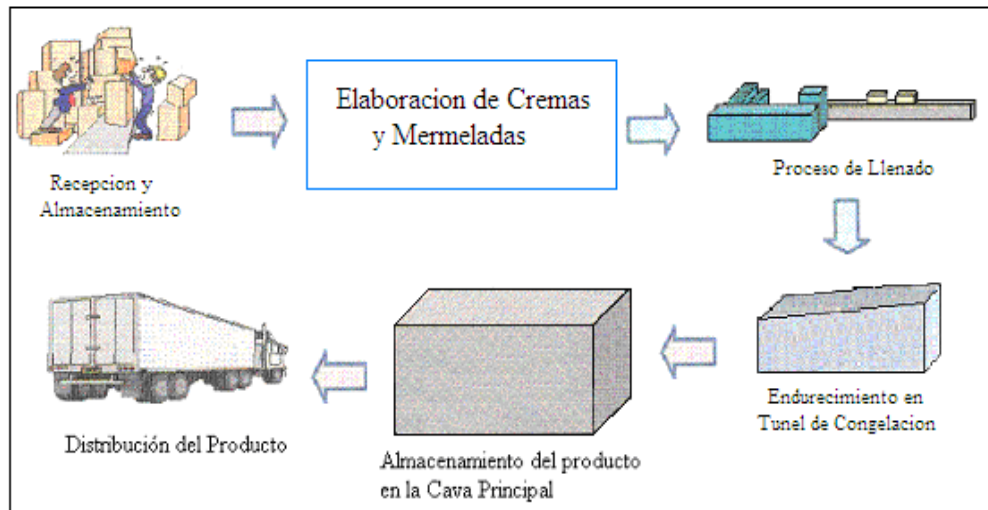 Recepcion y
Almacenamiento
Elaboracion de Cremas
y Mermeladas
Proceso de Llenado
Endurecimiento en
Tunel de Congelacion
Almacenamiento del producto
en la Cava Principal
Distribución del Producto